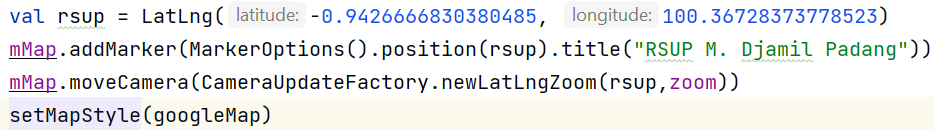 val rsup = LatLng( latitude: -0.9426666830380485, longitude: 100.36728373778523)
mMap.addMarker(MarkerOptions().position(rsup).title("RSUP M. Djamil Padang"))
mMap.moveCamera(CameraUpdateFactory.newLatLngZoom(rsup,zoom))
setMapStyle(googleMap)